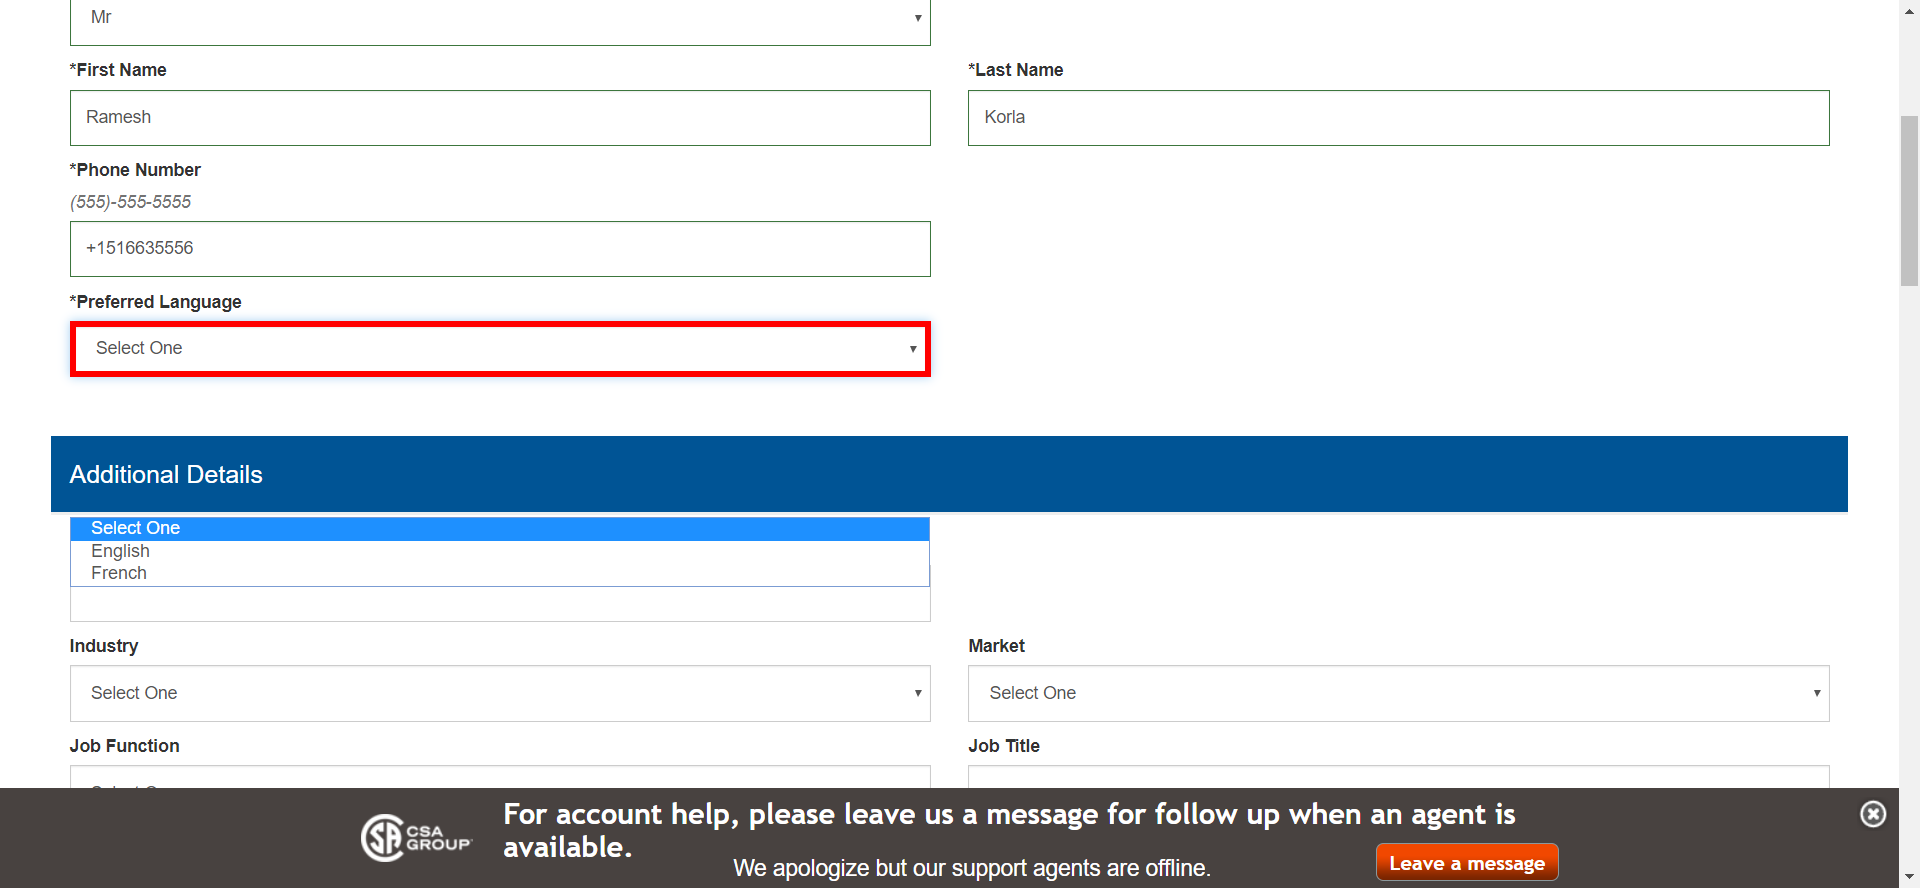 Mr
*First Name
*Last Name
Ramesh
Korla
*Phone Number
(555)-555-5555
+1516635556
*Preferred Language
Select One
Additional Details
Select One
English
French
Industry
Market
Select One
Select One
Job Function
Job Title
CSA
GROUP
For account help, please leave us a message for follow up when an agent is
available.
We apologize but our support agents are offline.
Leave a message